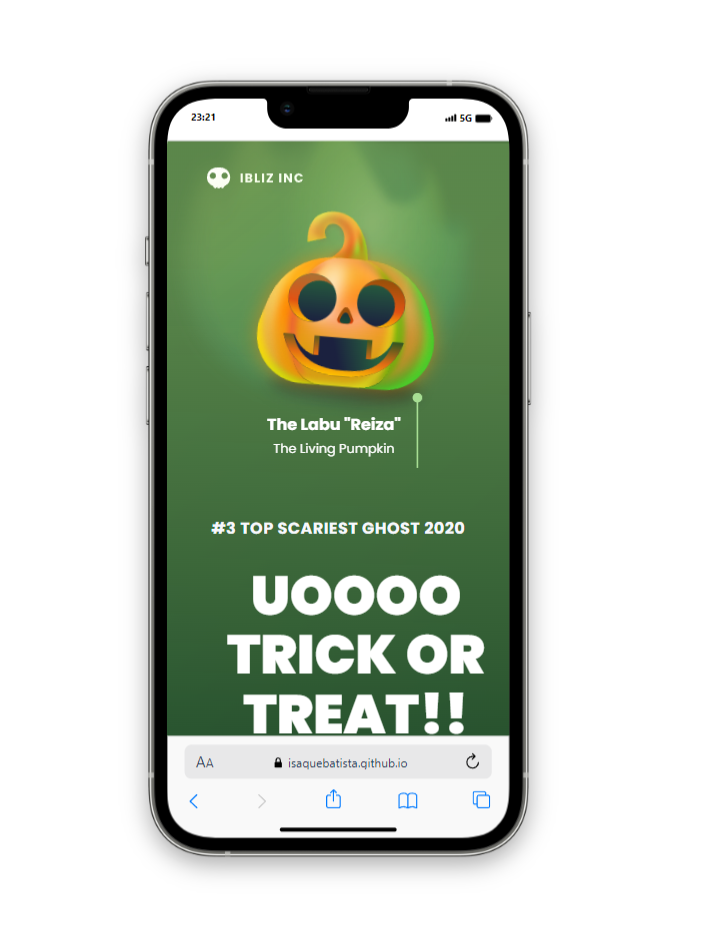 23:21
5G
IBLIZ INC
The Labu "Reiza"
The Living Pumpkin
#3 TOP SCARIEST GHOST 2020
UOOOO
TRICK OR
TREAT!!
AA
isaquebatista.github.io